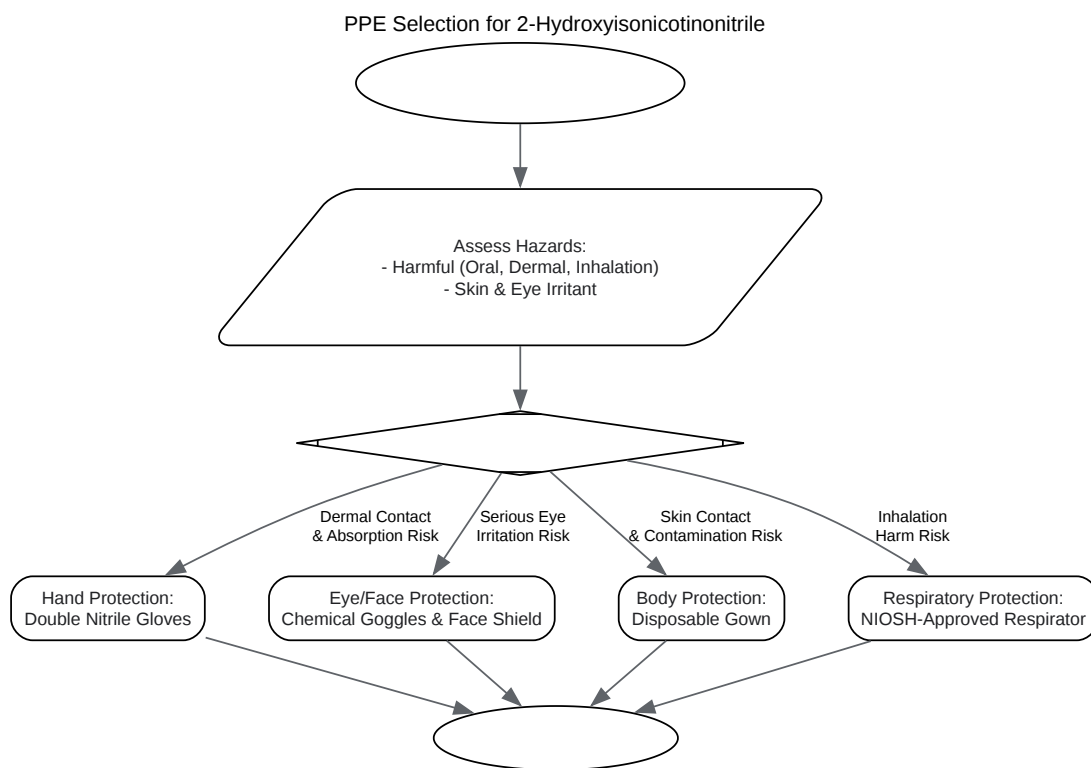 PPE Selection for 2-Hydroxyisonicotinonitrile
Assess Hazards:
- Harmful (Oral, Dermal, Inhalation)
- Skin & Eye Irritant
Dermal Contact
& Absorption Risk
Serious Eye
Irritation Risk
Skin Contact
& Contamination Risk
Inhalation
Harm Risk
Hand Protection:
Double Nitrile Gloves
Eye/Face Protection:
Chemical Goggles & Face Shield
Body Protection:
Disposable Gown
Respiratory Protection:
NIOSH-Approved Respirator